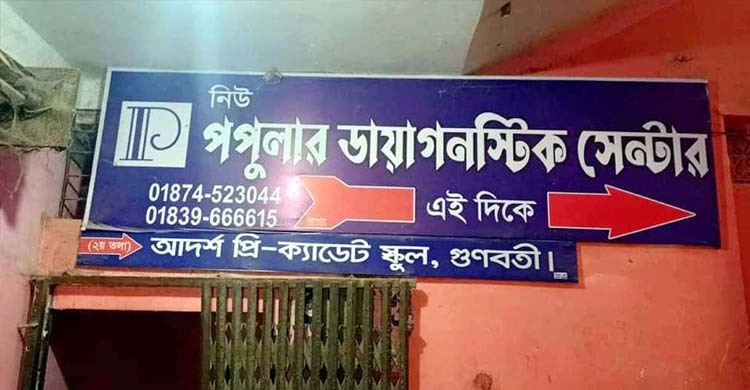 নিউ
পপুলার ডায়াগনস্টিক সেন্টার
01874-523044
01839-666615
এই দিকে
(২য় তলা) আদর্শ প্রি-ক্যাডেট স্কুল, গুণবতী।